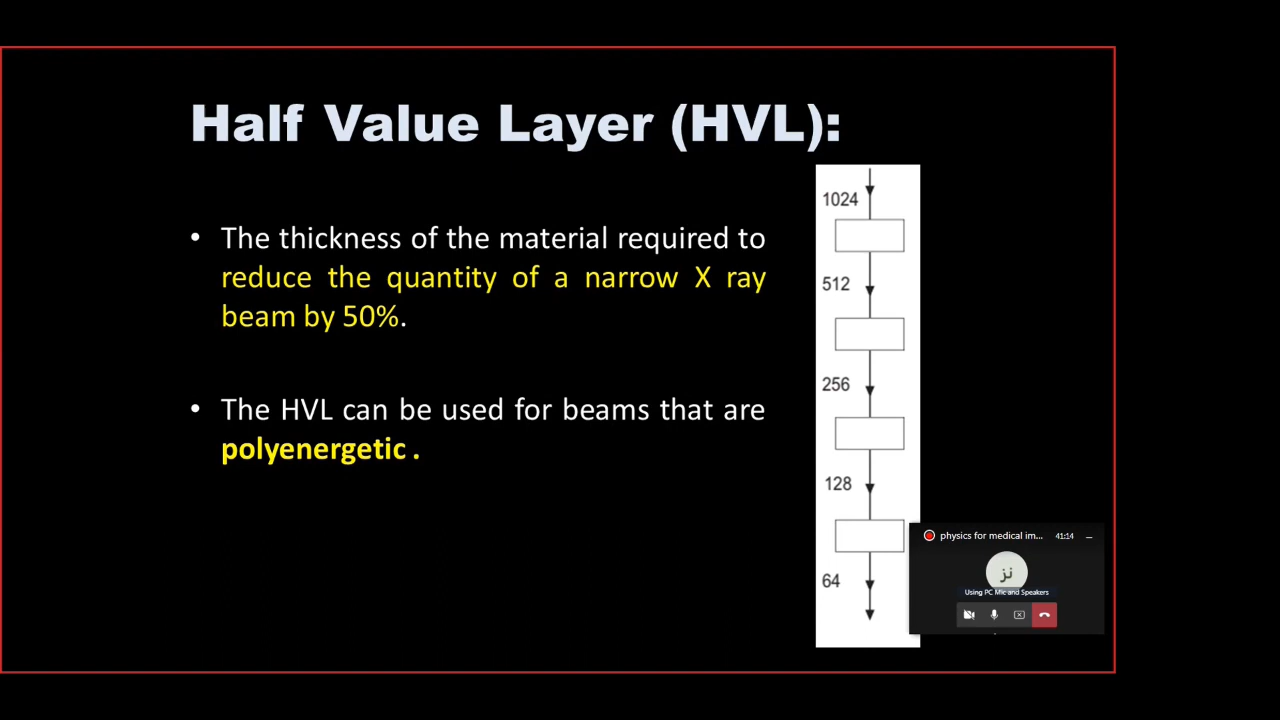 Half Value Layer (HVL):
• The thickness of the material required to
reduce the quantity of a narrow X ray
beam by 50%.
• The HVL can be used for beams that are
polyenergetic .
1024
512
256
128
64
physics for medical im... 41:14
نز
Using PC Mic and Speakers